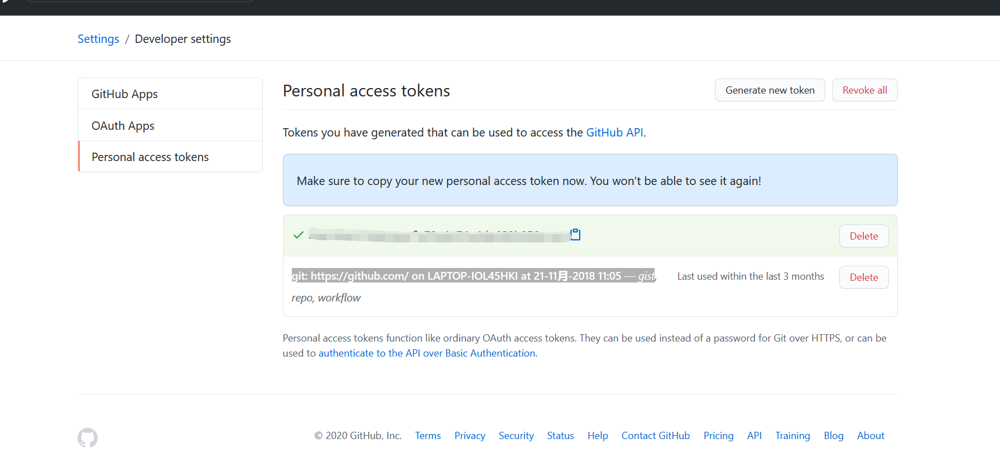 Settings / Developer settings
GitHub Apps
OAuth Apps
Personal access tokens
Personal access tokens
Generate new token
Revoke all
Tokens you have generated that can be used to access the GitHub API.
Make sure to copy your new personal access token now. You won’t be able to see it again!
Delete
git: https://github.com/ on LAPTOP-IOL45HKI at 21-11月-2018 11:05 — gist,
repo, workflow
Last used within the last 3 months
Delete
Personal access tokens function like ordinary OAuth access tokens. They can be used instead of a password for Git over HTTPS, or can be
used to authenticate to the API over Basic Authentication.
© 2020 GitHub, Inc. Terms Privacy Security Status Help Contact GitHub Pricing API Training Blog About